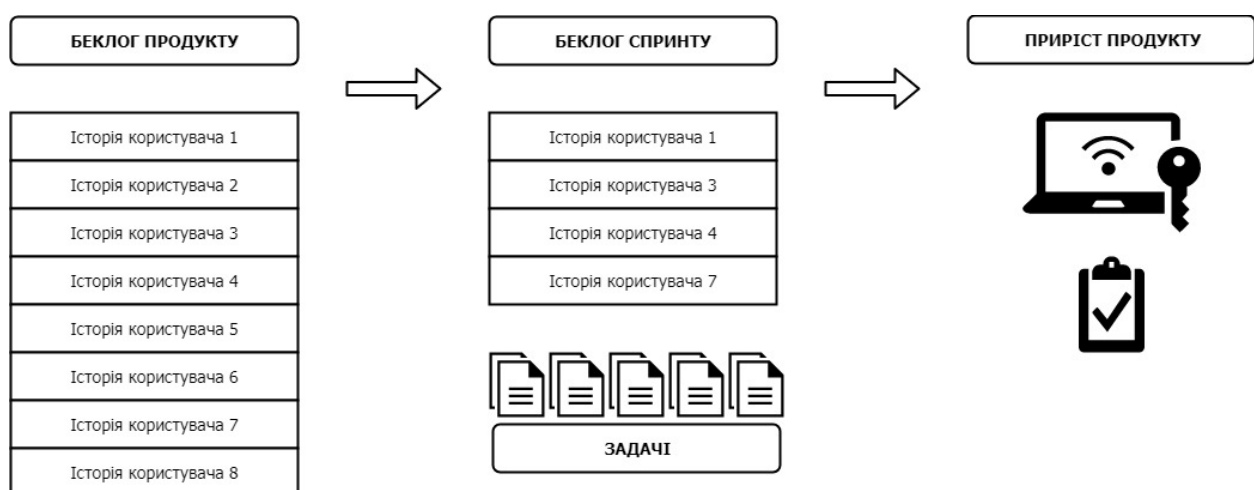 БЕКЛОГ ПРОДУКТУ
Історія користувача 1
Історія користувача 2
Історія користувача 3
Історія користувача 4
Історія користувача 5
Історія користувача 6
Історія користувача 7
Історія користувача 8
БЕКЛОГ СПРИНТУ
Історія користувача 1
Історія користувача 3
Історія користувача 4
Історія користувача 7
ЗАДАЧІ
ПРИРІСТ ПРОДУКТУ